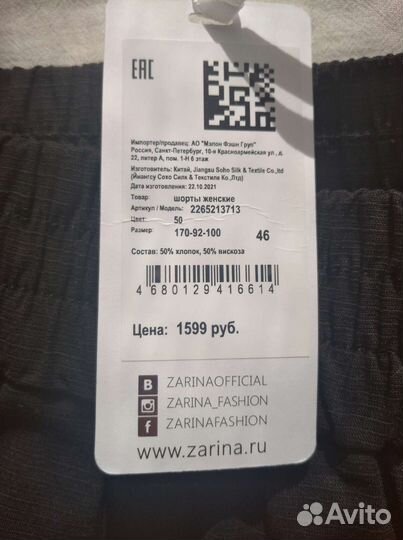 EAC
Импортер/продавец: АО "Мэлон Фэшн Груп"
Россия, Санкт-Петербург, 10-я Красноармейская ул., д.
22, литер А, пом. 1-Н 6 этаж
Изготовитель: Китай, Jiangsu Soho Silk & Textile Co.,ltd
(Йиангсу Сохо Силк & Текстиле Ко.,Лтд)
Дата изготовления: 22.10.2021
Товар: шорты женские
Артикул / Модель: 2265213713
Цвет: 50
Размер: 170-92-100 46
Состав: 50% хлопок, 50% вискоза
4 680129 416614
Цена: 1599 руб.
B ZARINAOFFICIAL
ZARINA_FASHION
f ZARINAFASHION
www.zarina.ru
Avito